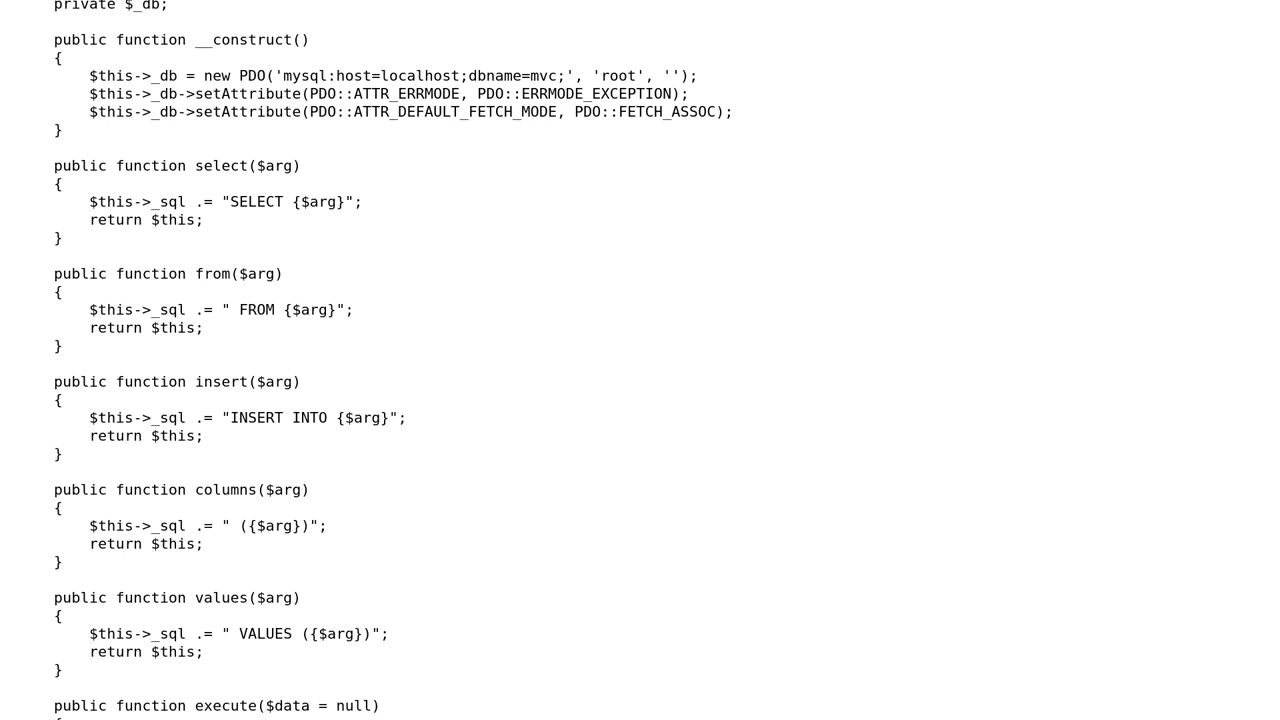 private $_db;
public function __construct()
{
$this->_db = new PDO('mysql:host=localhost;dbname=mvc;', 'root', '');
$this->_db->setAttribute(PDO::ATTR_ERRMODE, PDO::ERRMODE_EXCEPTION);
$this->_db->setAttribute(PDO::ATTR_DEFAULT_FETCH_MODE, PDO::FETCH_ASSOC);
}
public function select($arg)
{
$this->_sql .= "SELECT {$arg}";
return $this;
}
public function from($arg)
{
$this->_sql .= " FROM {$arg}";
return $this;
}
public function insert($arg)
{
$this->_sql .= "INSERT INTO {$arg}";
return $this;
}
public function columns($arg)
{
$this->_sql .= " ({$arg})";
return $this;
}
public function values($arg)
{
$this->_sql .= " VALUES ({$arg})";
return $this;
}
public function execute($data = null)
{